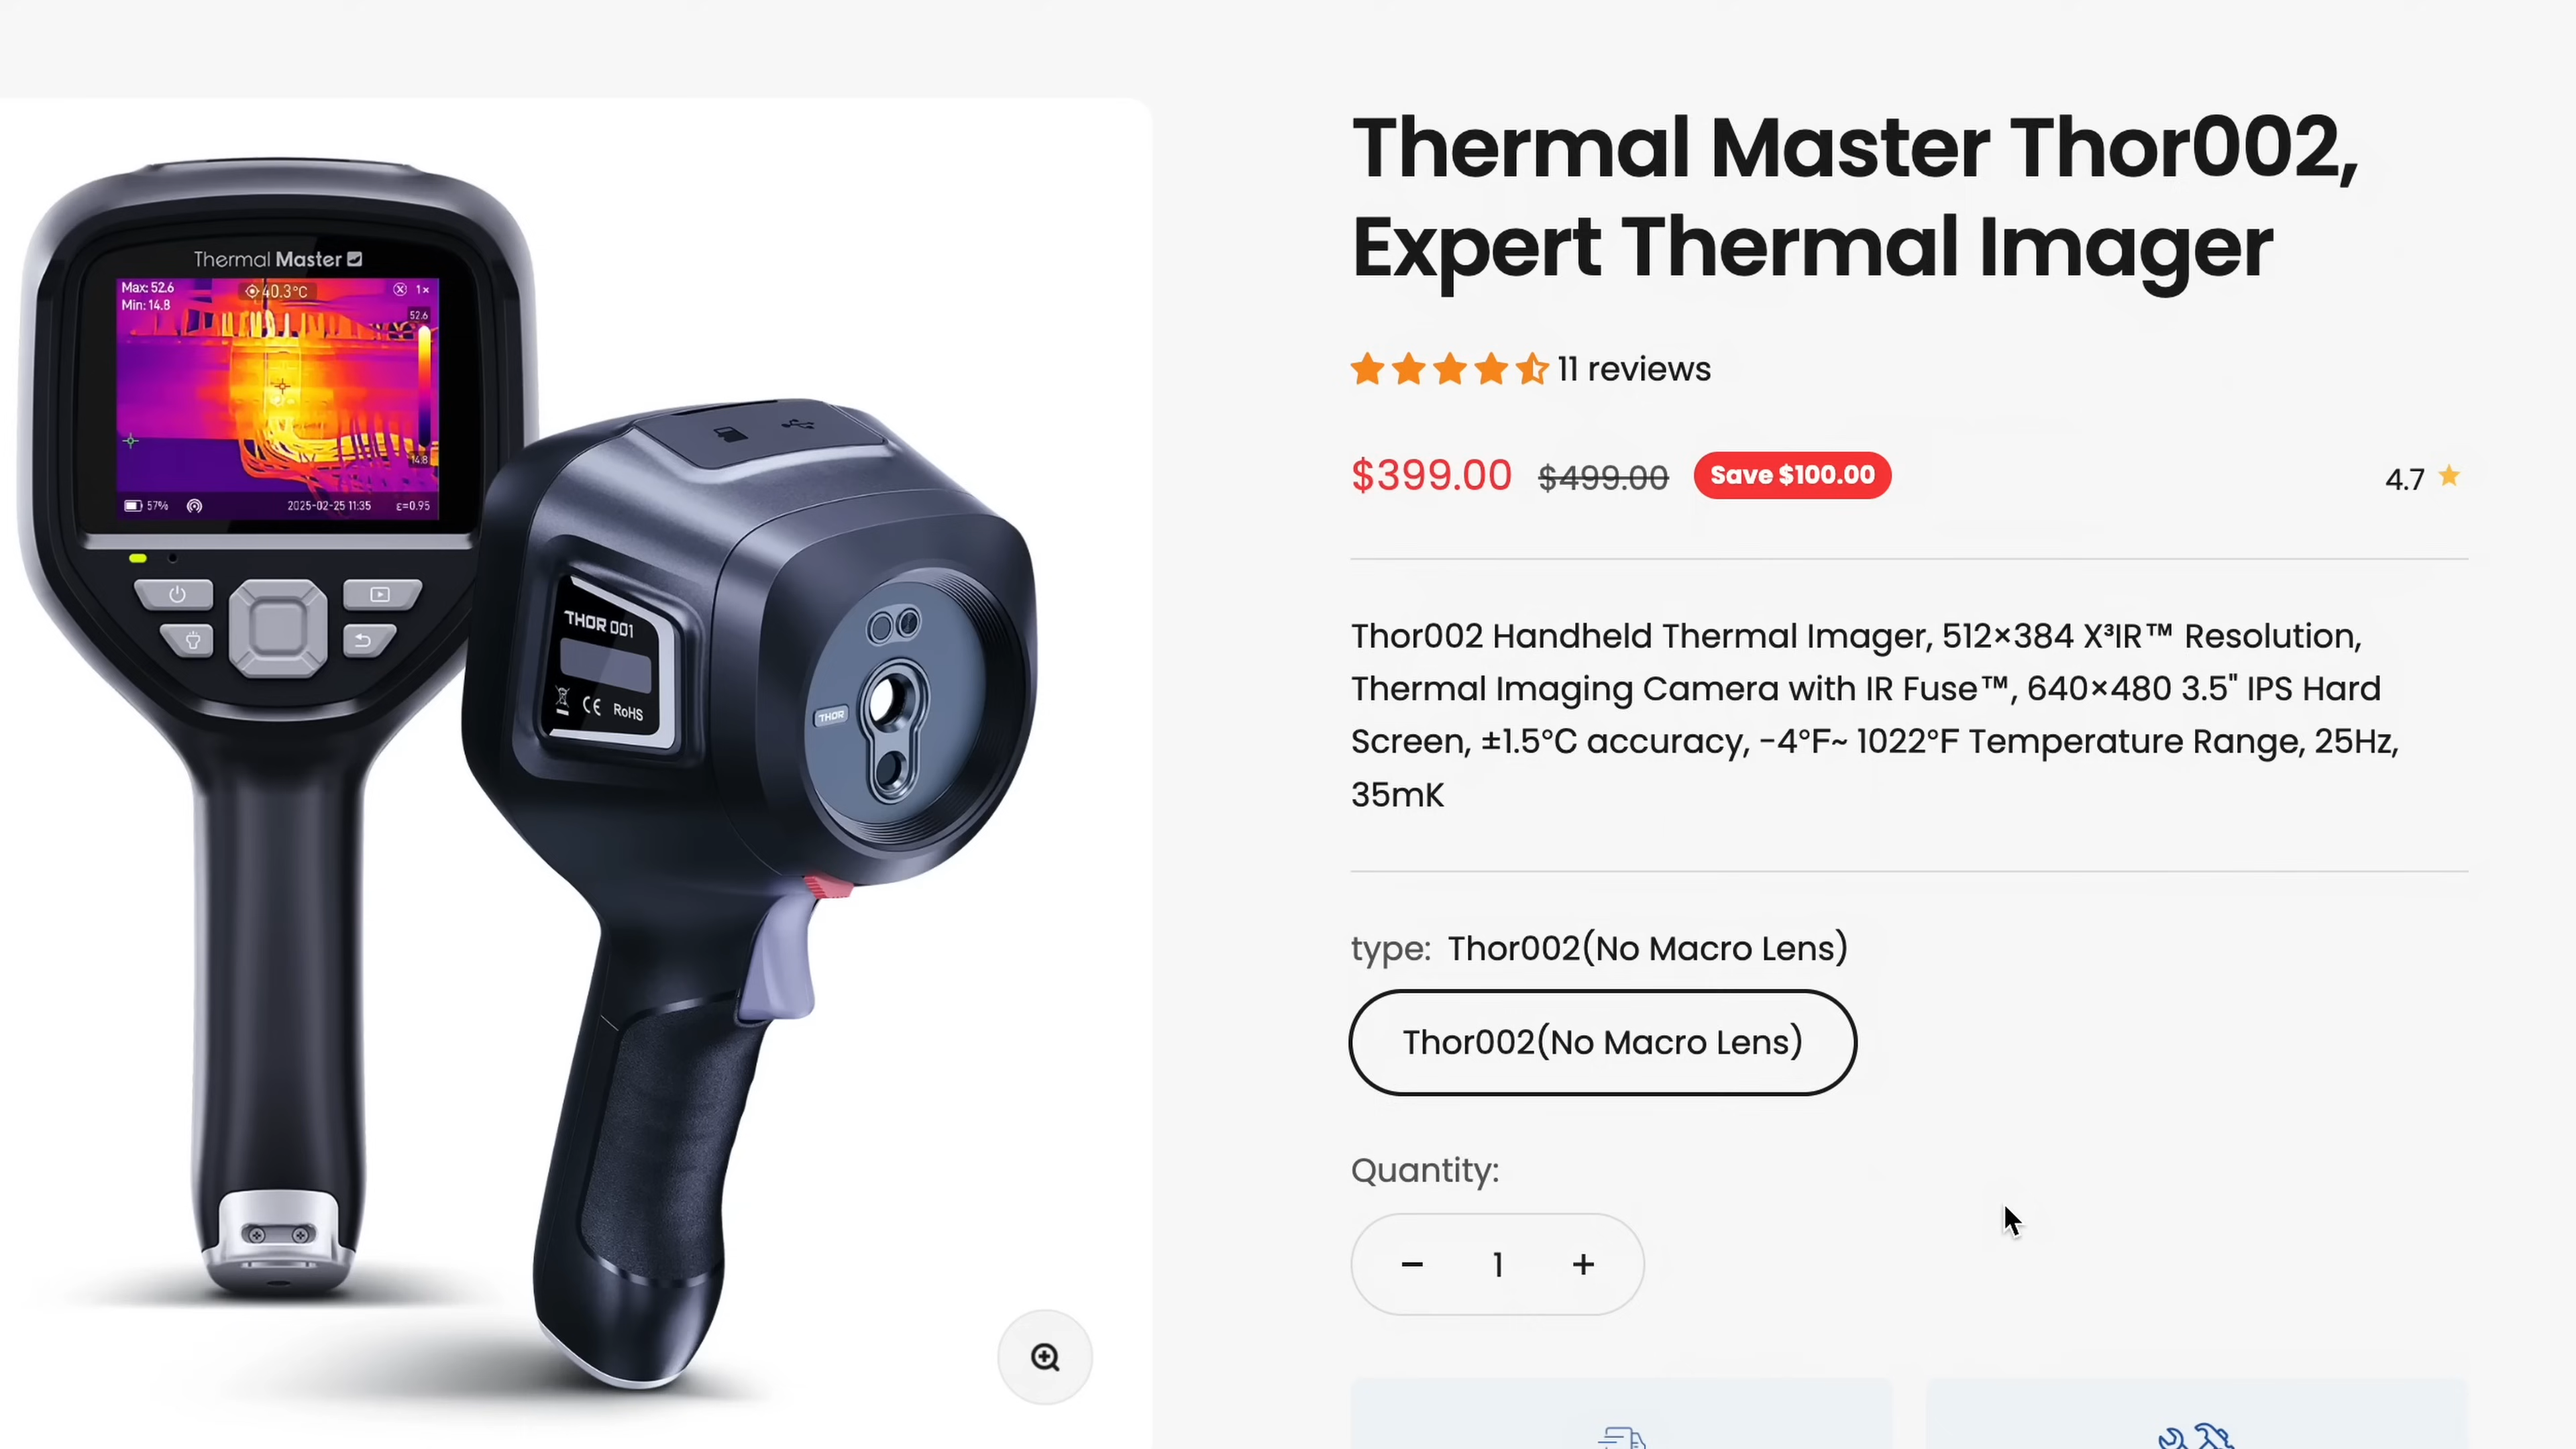 Thermal Master
Max: 52.6
Min: 14.8
40.3°C
1×
52.6
14.8
57%
2025-02-25 11:35
ε=0.95
THOR 001
CE RoHS
THOR
Thermal Master Thor002,
Expert Thermal Imager
11 reviews
$399.00 $499.00 Save $100.00
4.7
Thor002 Handheld Thermal Imager, 512×384 X³IR™ Resolution,
Thermal Imaging Camera with IR Fuse™, 640×480 3.5" IPS Hard
Screen, ±1.5°C accuracy, -4°F~ 1022°F Temperature Range, 25Hz,
35mK
type: Thor002(No Macro Lens)
Thor002(No Macro Lens)
Quantity:
− 1 +